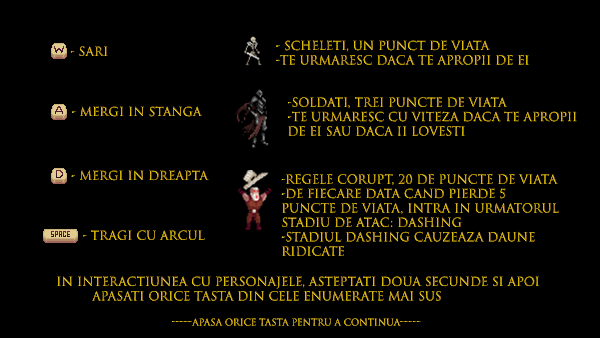 W - SARI
A - MERGI IN STANGA
D - MERGI IN DREAPTA
SPACE - TRAGI CU ARCUL
- SCHELETI, UN PUNCT DE VIATA
-TE URMARESC DACA TE APROPII DE EI
-SOLDATI, TREI PUNCTE DE VIATA
-TE URMARESC CU VITEZA DACA TE APROPII
DE EI SAU DACA II LOVESTI
-REGELE CORUPT, 20 DE PUNCTE DE VIATA
-DE FIECARE DATA CAND PIERDE 5
PUNCTE DE VIATA, INTRA IN URMATORUL
STADIU DE ATAC: DASHING
-STADIUL DASHING CAUZEAZA DAUNE
RIDICATE
IN INTERACTIUNEA CU PERSONAJELE, ASTEPTATI DOUA SECUNDE SI APOI
APASATI ORICE TASTA DIN CELE ENUMERATE MAI SUS
-----APASA ORICE TASTA PENTRU A CONTINUA-----